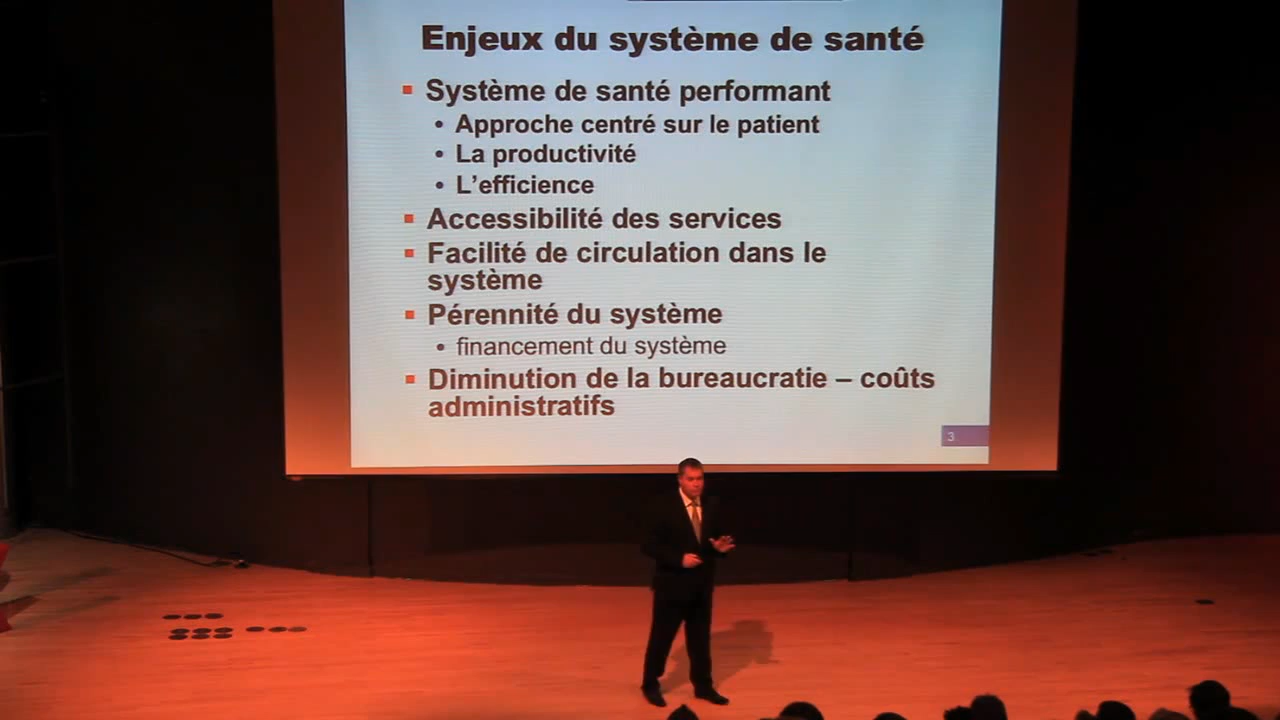 Enjeux du système de santé
Système de santé performant
Approche centré sur le patient
La productivité
L'efficience
Accessibilité des services
Facilité de circulation dans le
système
Pérennité du système
financement du système
Diminution de la bureaucratie – coûts
administratifs
3